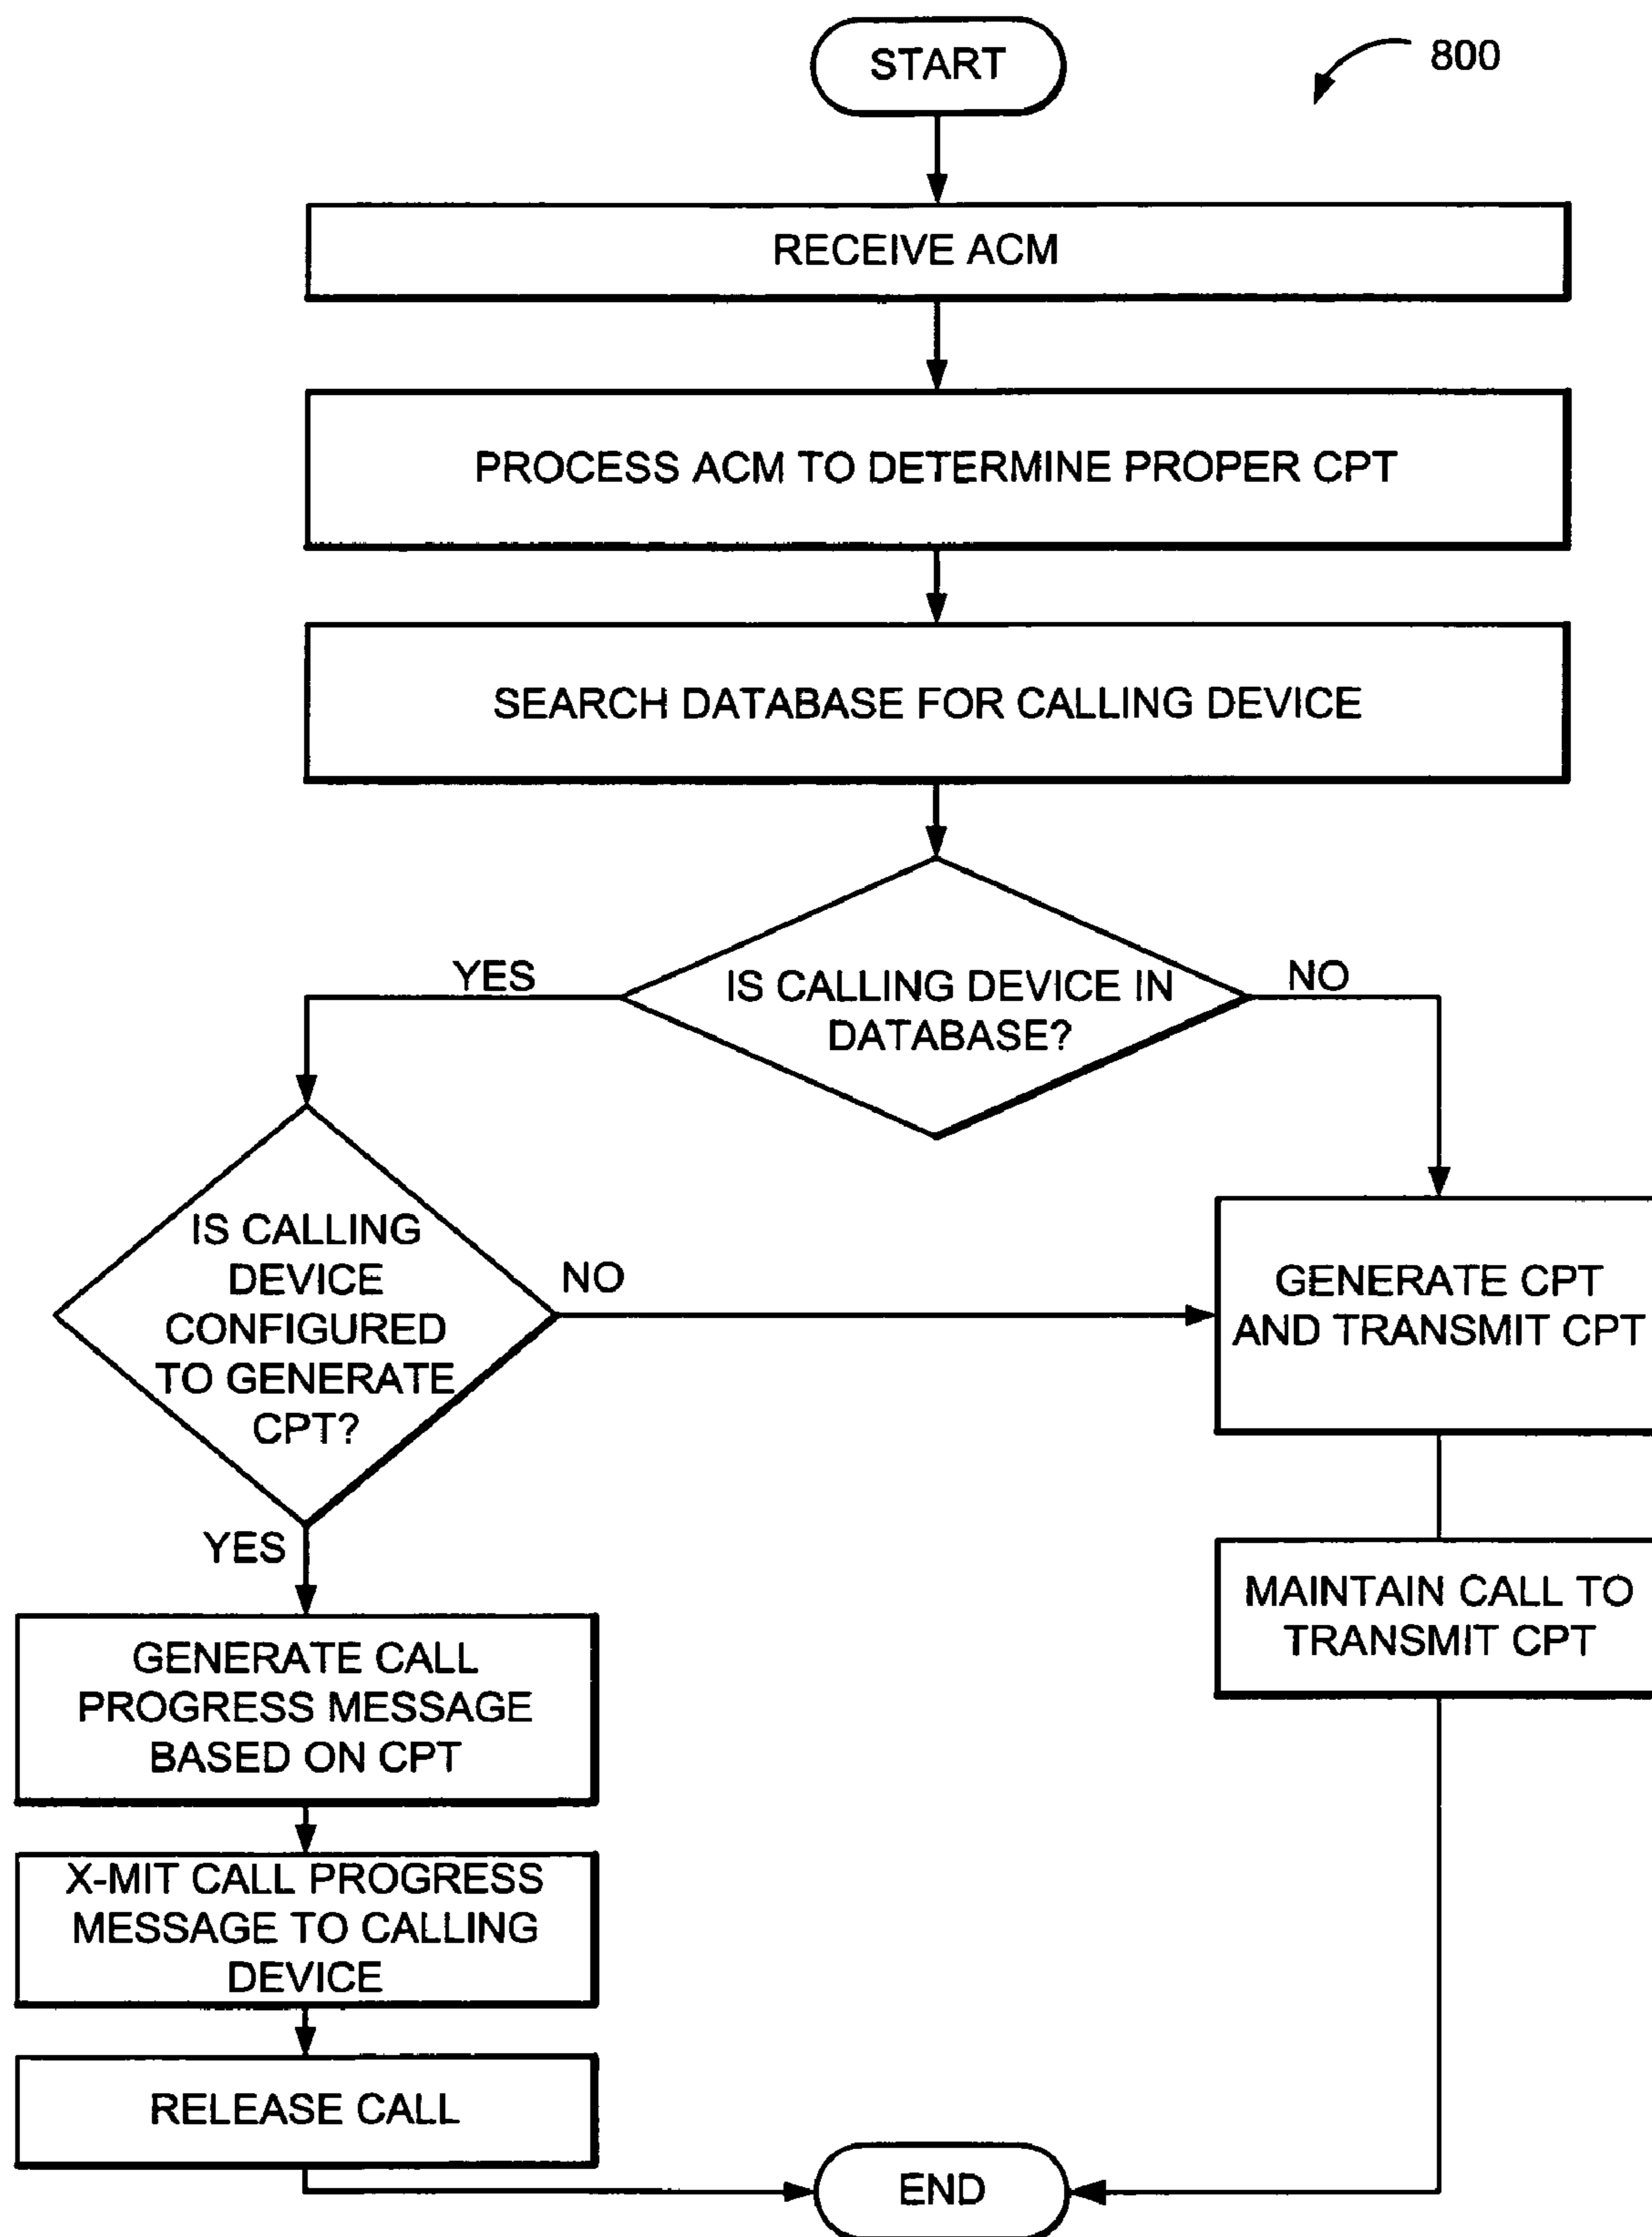 START
800
RECEIVE ACM
PROCESS ACM TO DETERMINE PROPER CPT
SEARCH DATABASE FOR CALLING DEVICE
YES
IS CALLING DEVICE IN
DATABASE?
NO
IS CALLING
DEVICE
CONFIGURED
TO GENERATE
CPT?
NO
GENERATE CPT
AND TRANSMIT CPT
YES
MAINTAIN CALL TO
TRANSMIT CPT
GENERATE CALL
PROGRESS MESSAGE
BASED ON CPT
X-MIT CALL PROGRESS
MESSAGE TO CALLING
DEVICE
RELEASE CALL
END